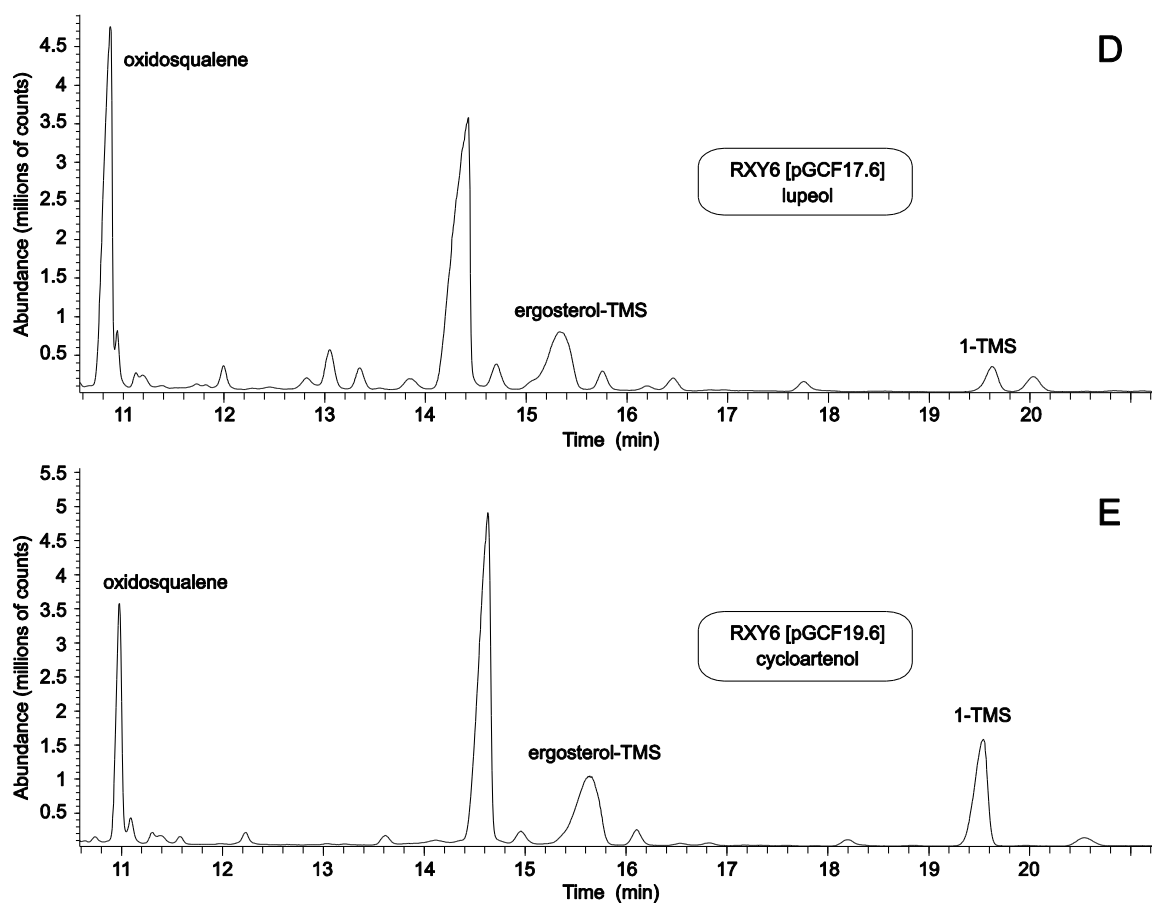 D
Abundance (millions of counts)
4.5
4
3.5
3
2.5
2
1.5
1
0.5
oxidosqualene
RXY6 [pGCF17.6]
lupeol
ergosterol-TMS
1-TMS
11 12 13 14 15 16 17 18 19 20
Time (min)
E
Abundance (millions of counts)
5.5
5
4.5
4
3.5
3
2.5
2
1.5
1
0.5
oxidosqualene
RXY6 [pGCF19.6]
cycloartenol
1-TMS
ergosterol-TMS
11 12 13 14 15 16 17 18 19 20
Time (min)